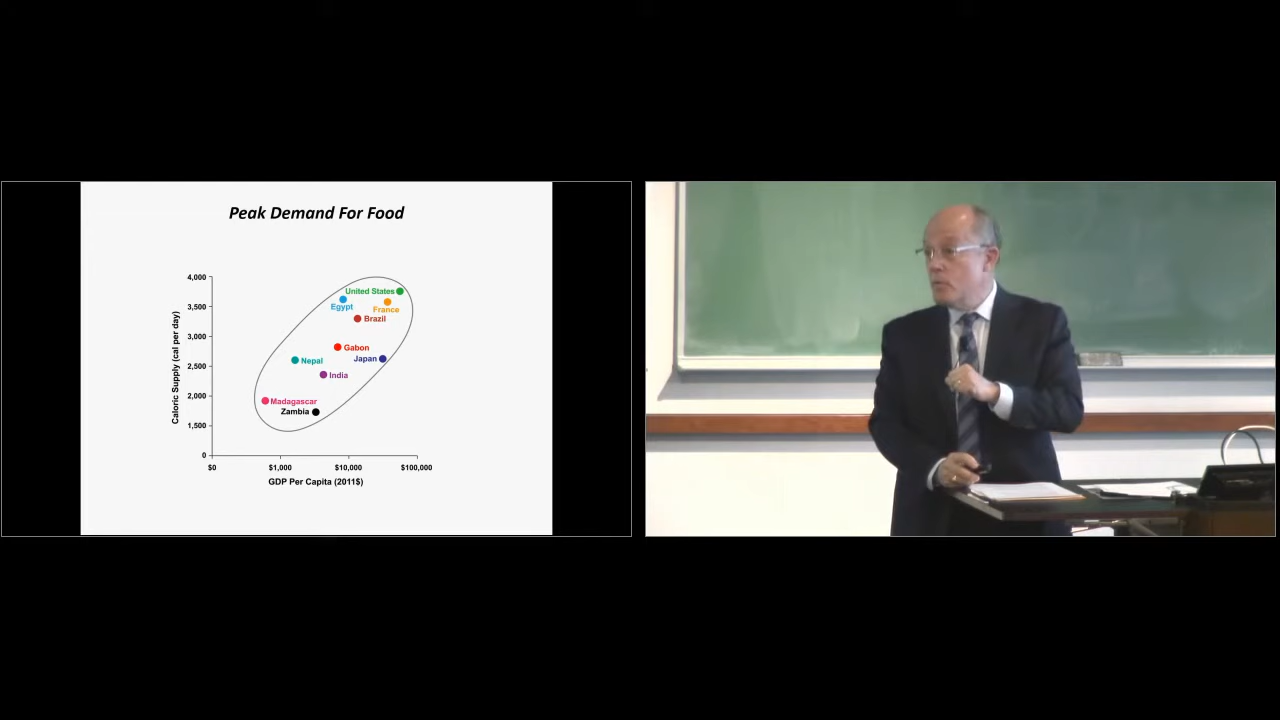 Peak Demand For Food
4,000
3,500
3,000
2,500
2,000
1,500
0
Caloric Supply (cal per day)
United States
Egypt
France
Brazil
Gabon
Japan
Nepal
India
Madagascar
Zambia
$0
$1,000
$10,000
$100,000
GDP Per Capita (2011$)